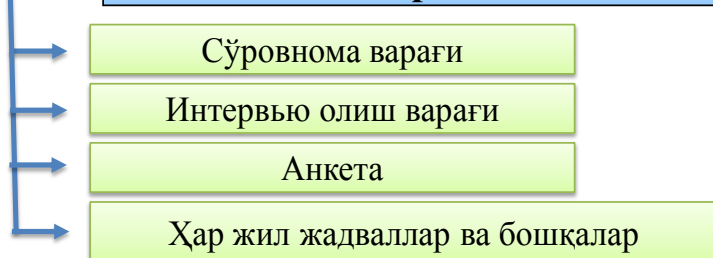 Сўровнома варағи
Интервью олиш варағи
Анкета
Ҳар жил жадваллар ва бошқалар